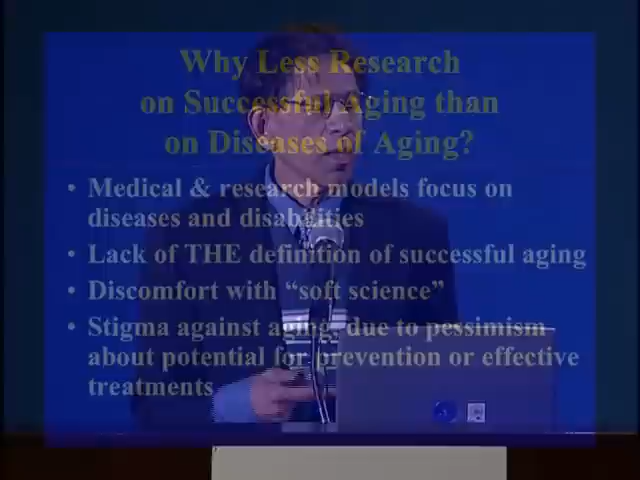 Why Less Research
on Successful Aging than
on Diseases of Aging?
• Medical & research models focus on
diseases and disabilities
• Lack of THE definition of successful aging
• Discomfort with “soft science”
• Stigma against aging, due to pessimism
about potential for prevention or effective
treatments